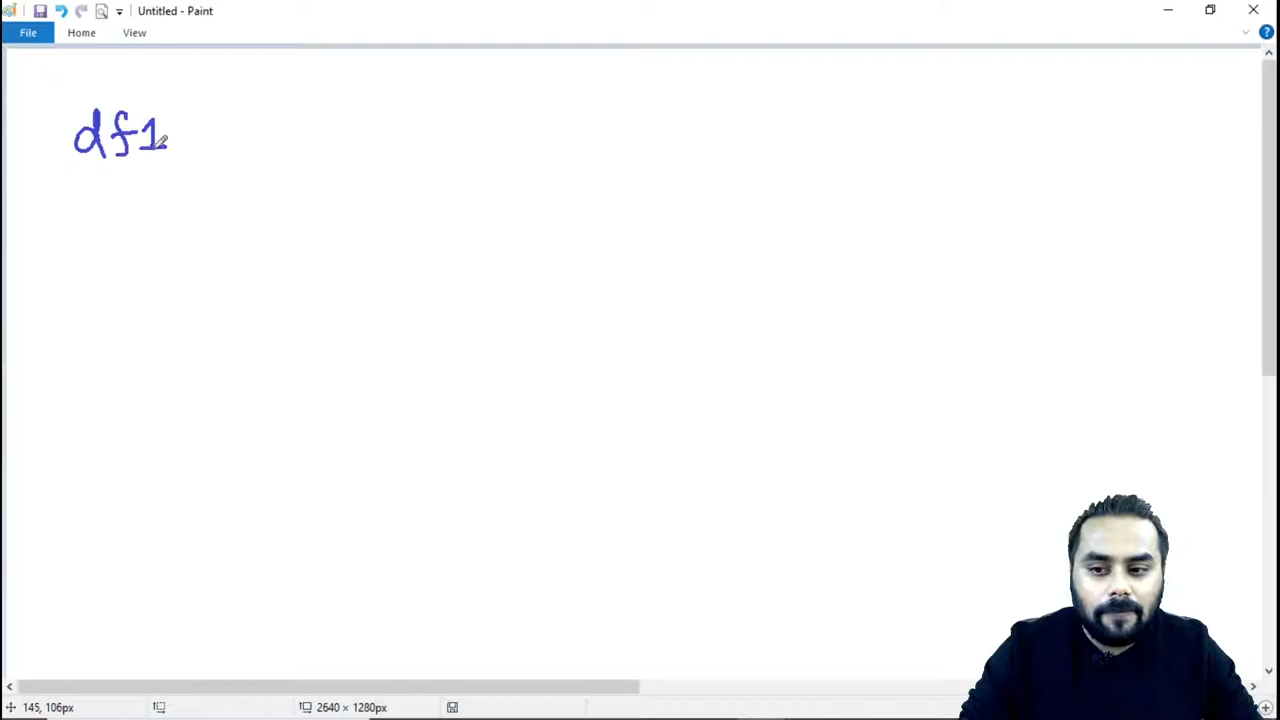 Untitled - Paint
File Home View
df1
145, 106px 2640 × 1280px